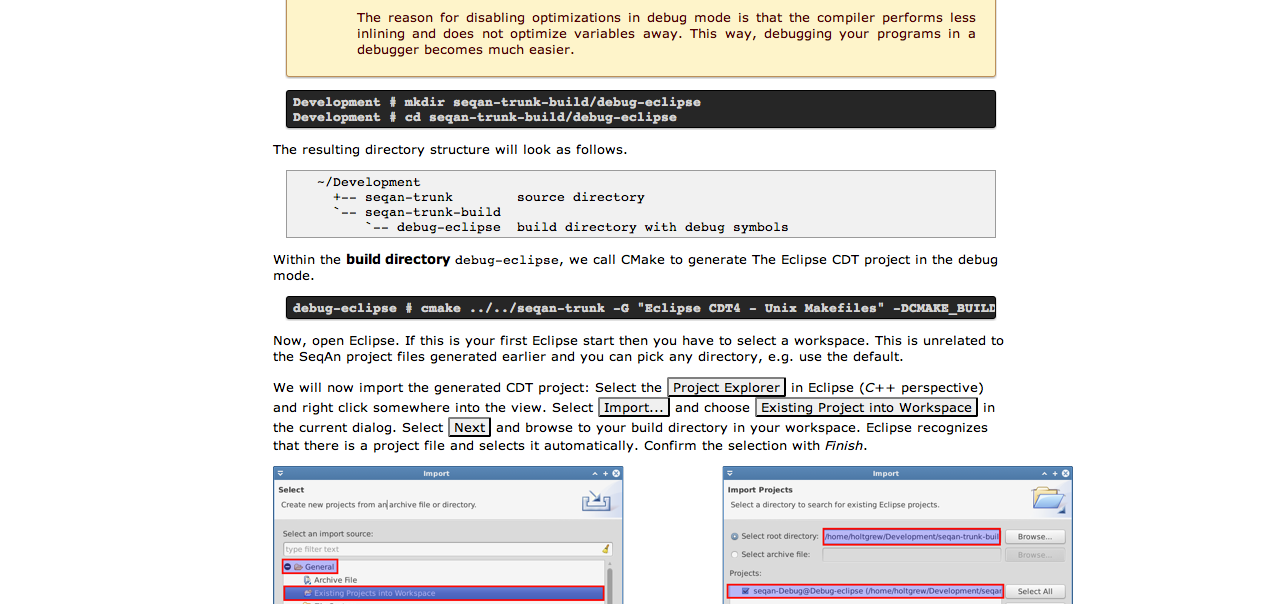 The reason for disabling optimizations in debug mode is that the compiler performs less
inlining and does not optimize variables away. This way, debugging your programs in a
debugger becomes much easier.
Development # mkdir seqan-trunk-build/debug-eclipse
Development # cd seqan-trunk-build/debug-eclipse
The resulting directory structure will look as follows.
~/Development
+-- seqan-trunk source directory
`-- seqan-trunk-build
`-- debug-eclipse build directory with debug symbols
Within the build directory debug-eclipse, we call CMake to generate The Eclipse CDT project in the debug
mode.
debug-eclipse # cmake ../../seqan-trunk -G "Eclipse CDT4 - Unix Makefiles" -DCMAKE_BUILD
Now, open Eclipse. If this is your first Eclipse start then you have to select a workspace. This is unrelated to
the SeqAn project files generated earlier and you can pick any directory, e.g. use the default.
We will now import the generated CDT project: Select the Project Explorer in Eclipse (C++ perspective)
and right click somewhere into the view. Select Import... and choose Existing Project into Workspace in
the current dialog. Select Next and browse to your build directory in your workspace. Eclipse recognizes
that there is a project file and selects it automatically. Confirm the selection with Finish.
Import
Select
Create new projects from an archive file or directory.
Select an import source:
type filter text
General
Archive File
Existing Projects into Workspace
Import
Import Projects
Select a directory to search for existing Eclipse projects.
Select root directory: /home/holtgrew/Development/seqan-trunk-buil Browse...
Select archive file: Browse...
Projects:
seqan-Debug@Debug-eclipse (/home/holtgrew/Development/seqan Select All